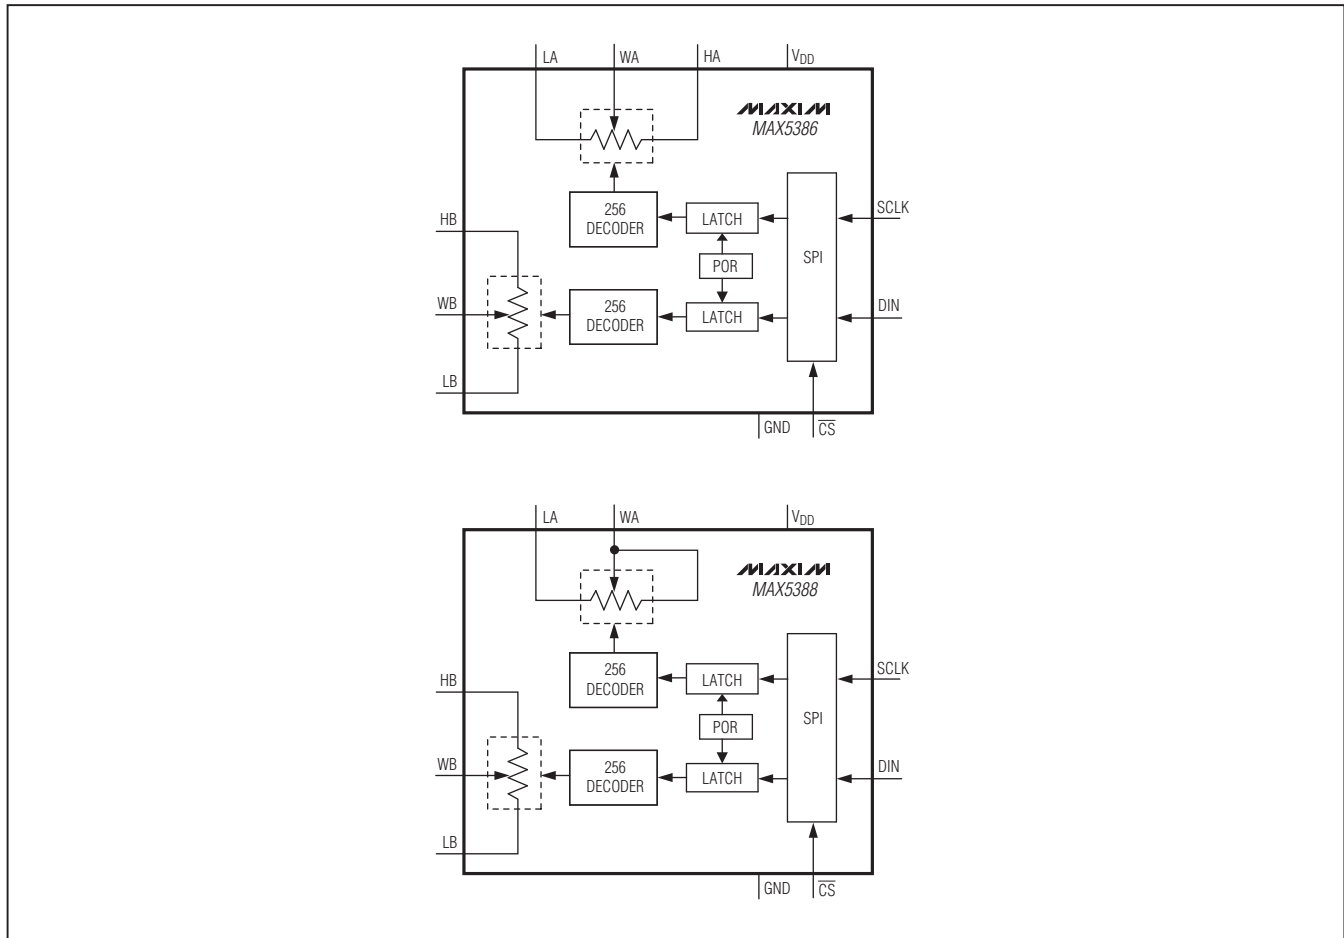 LA WA HA VDD
MAXIM
MAX5386
HB
256
DECODER
LATCH
SCLK
POR
SPI
WB
256
DECODER
LATCH
DIN
LB
GND
CS
LA WA VDD
MAXIM
MAX5388
HB
256
DECODER
LATCH
SCLK
POR
SPI
WB
256
DECODER
LATCH
DIN
LB
GND
CS